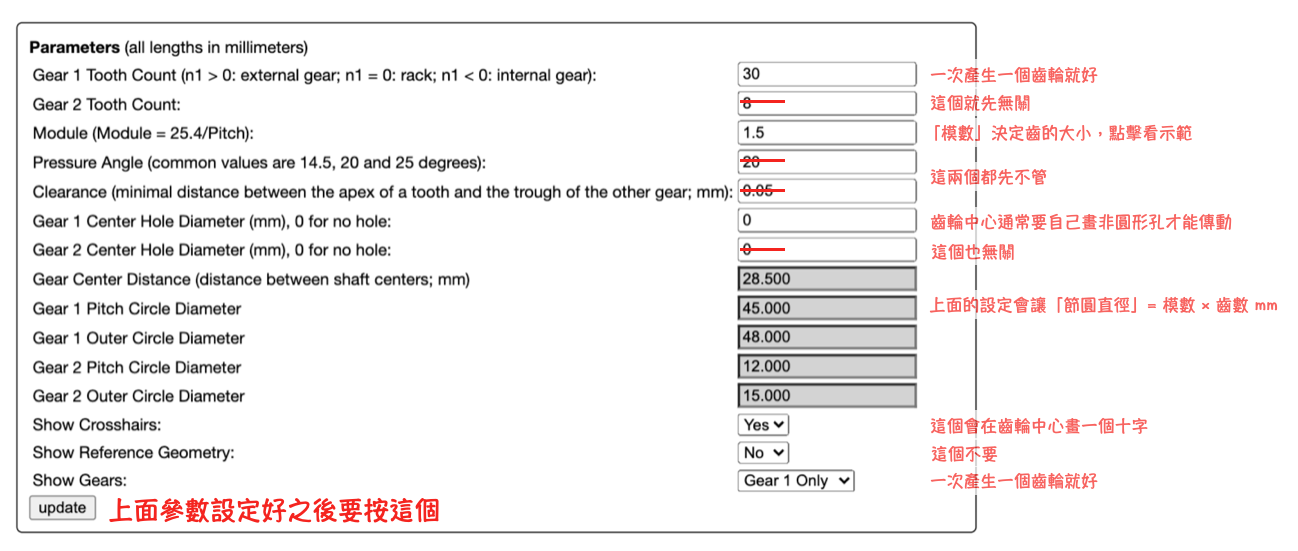 Parameters (all lengths in millimeters)
Gear 1 Tooth Count (n1 > 0: external gear; n1 = 0: rack; n1 < 0: internal gear): 30 一次產生一個齒輪就好
Gear 2 Tooth Count: 8 這個就先無關
Module (Module = 25.4/Pitch): 1.5 「模數」決定齒的大小，點擊看示範
Pressure Angle (common values are 14.5, 20 and 25 degrees): 20
這兩個都先不管
Clearance (minimal distance between the apex of a tooth and the trough of the other gear; mm): 0.05
Gear 1 Center Hole Diameter (mm), 0 for no hole: 0 齒輪中心通常要自己畫非圓形孔才能傳動
Gear 2 Center Hole Diameter (mm), 0 for no hole: 0 這個也無關
Gear Center Distance (distance between shaft centers; mm) 28.500
Gear 1 Pitch Circle Diameter 45.000 上面的設定會讓「節圓直徑」= 模數 × 齒數 mm
Gear 1 Outer Circle Diameter 48.000
Gear 2 Pitch Circle Diameter 12.000
Gear 2 Outer Circle Diameter 15.000
Show Crosshairs: Yes 這個會在齒輪中心畫一個十字
Show Reference Geometry: No 這個不要
Show Gears: Gear 1 Only 一次產生一個齒輪就好
update 上面參數設定好之後要按這個